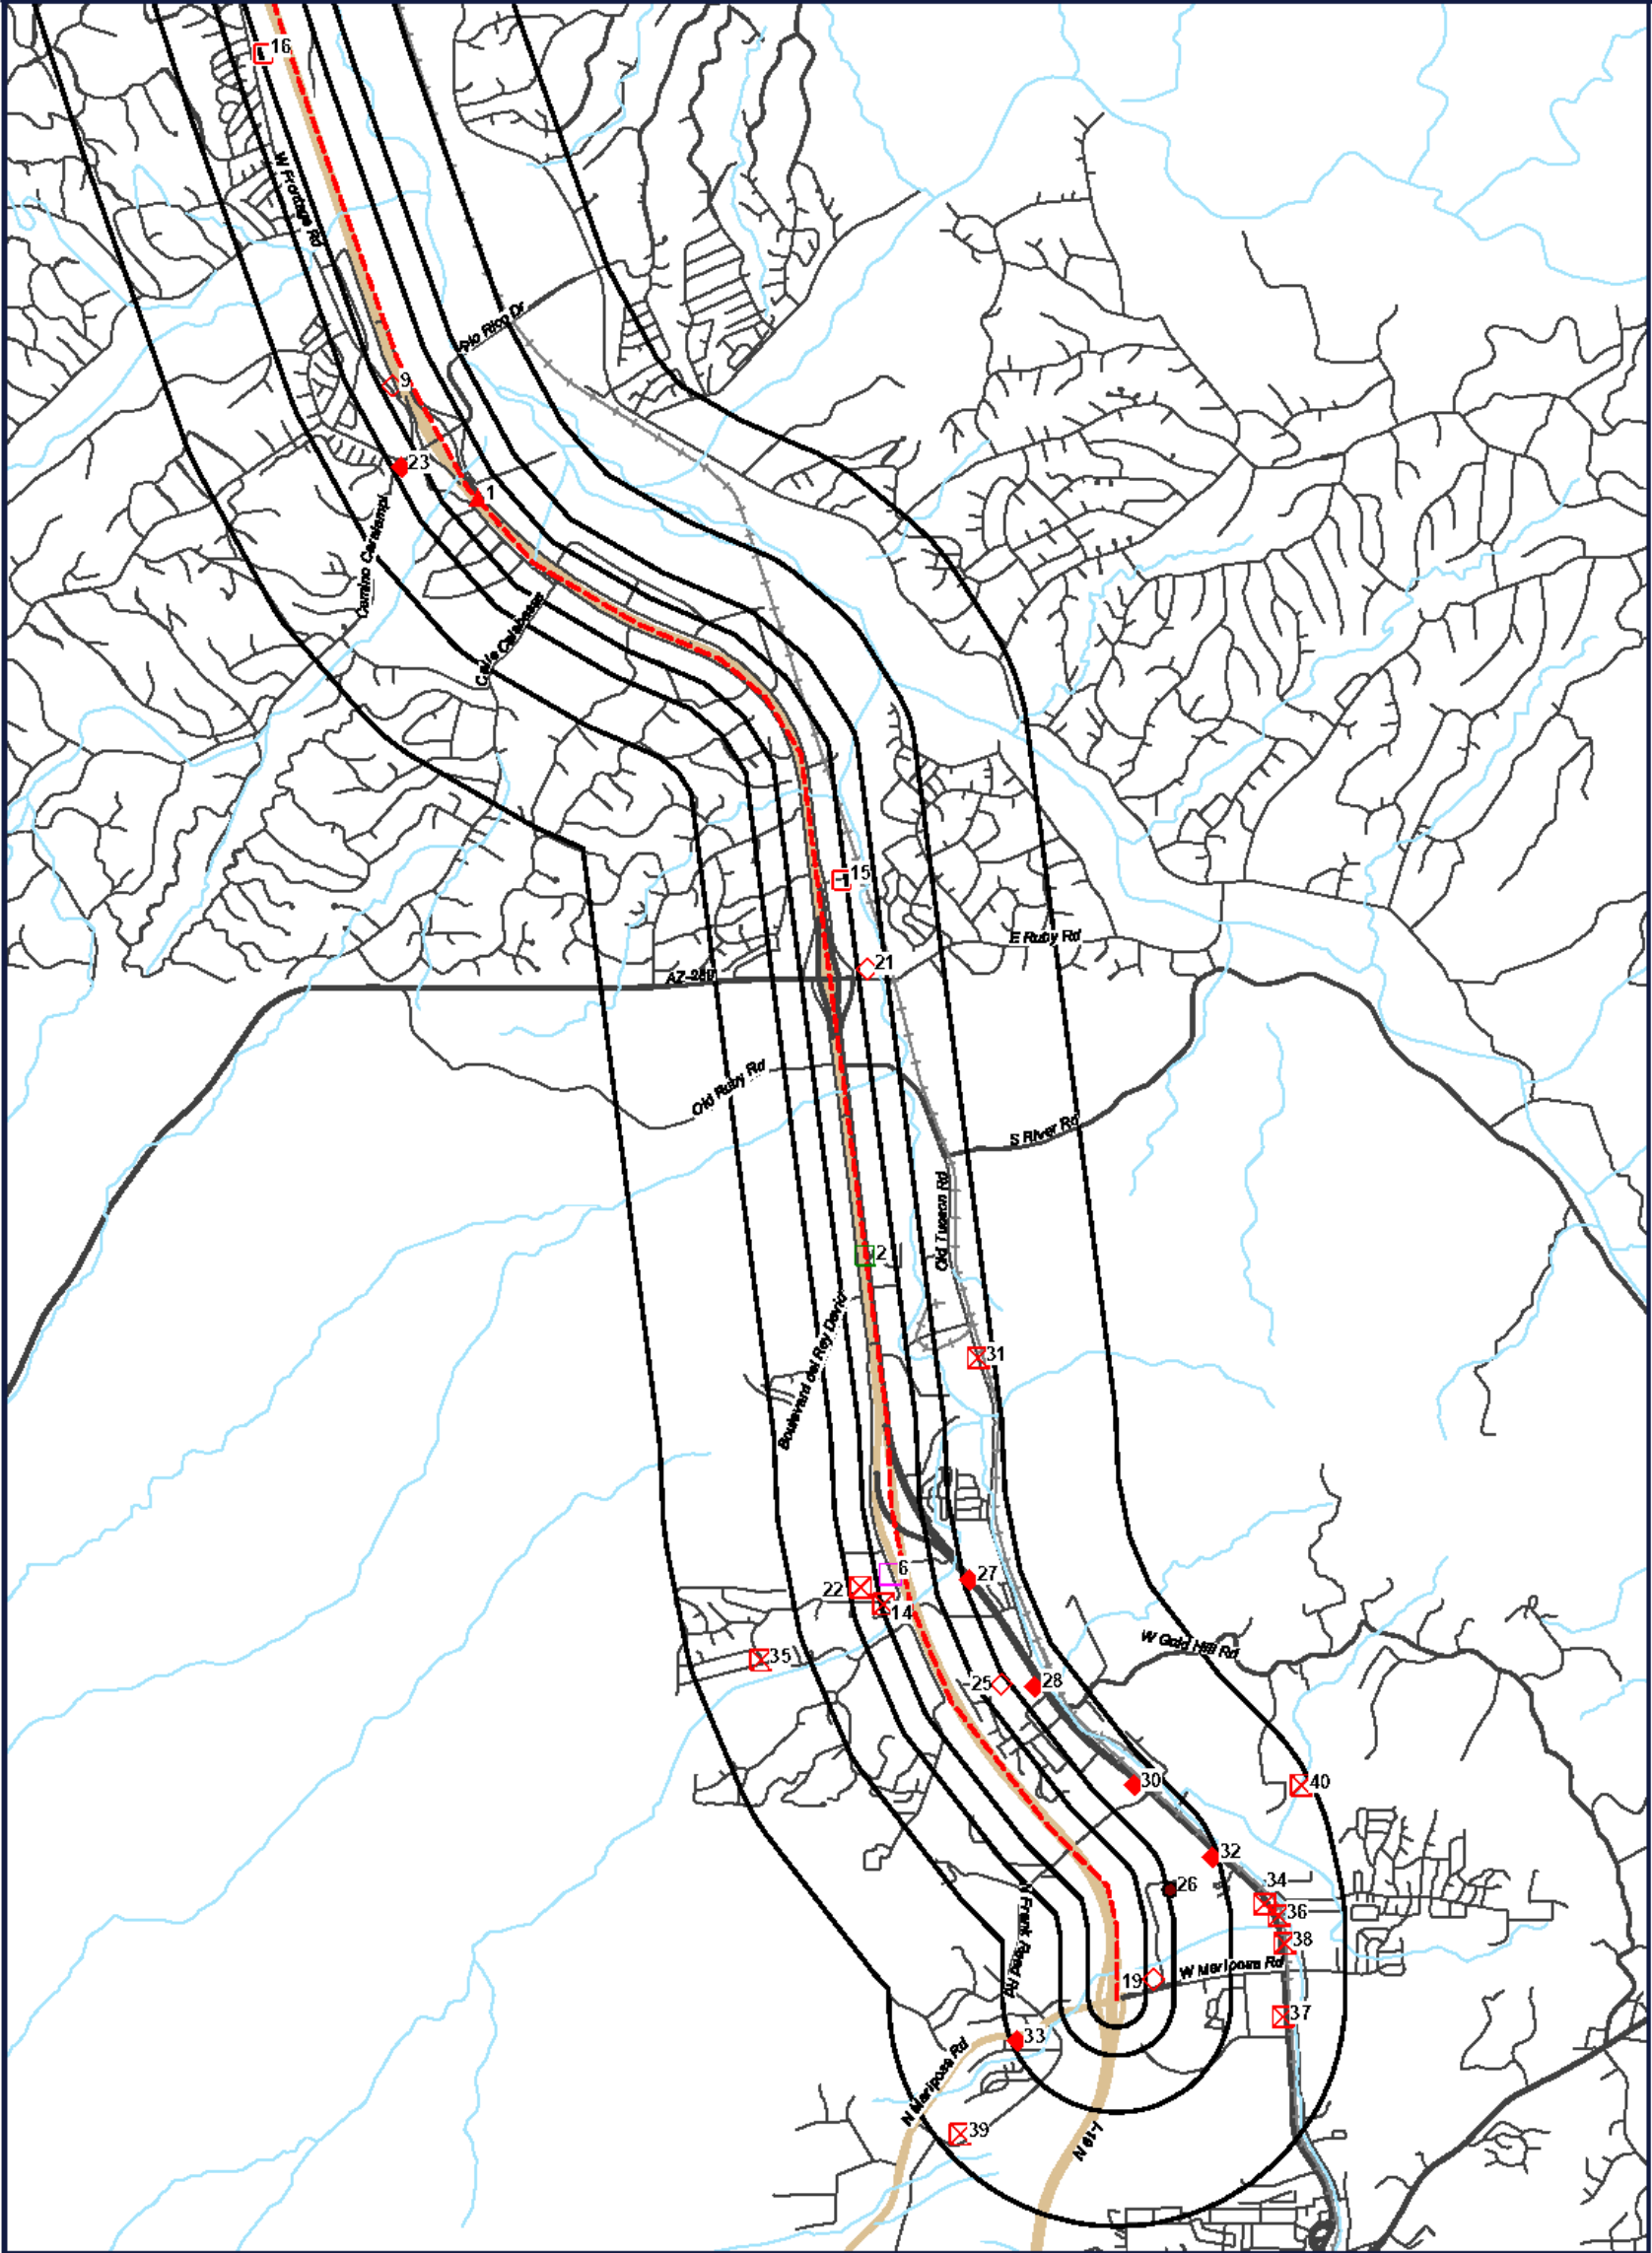 16
W Frontage Rd
Rio Rico Dr
9
23
1
Camino Caralampi
Calle Calabasas
15
E Ruby Rd
21
AZ-289
Old Ruby Rd
S River Rd
Old Tucson Rd
2
Boulevard del Rey David
31
6
27
22
14
35
W Gold Hill Rd
25
28
30
40
32
26
34
36
38
N Frank Reed Rd
19
W Mariposa Rd
37
33
N Mariposa Rd
39
I-19 N